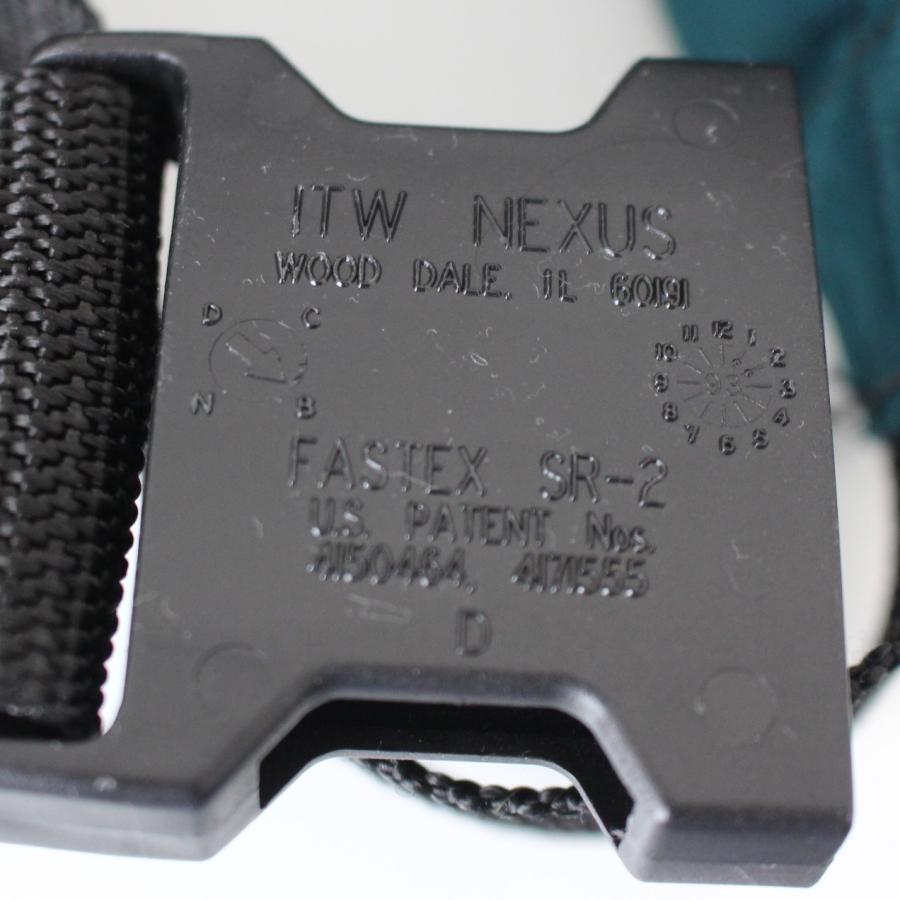 ITW NEXUS
WOOD DALE, IL 60191
D C
N B
11 12 1
10 2
9 93 3
8 4
7 6 5
FASTEX SR-2
U.S. PATENT Nos.
4150464, 4171555
D